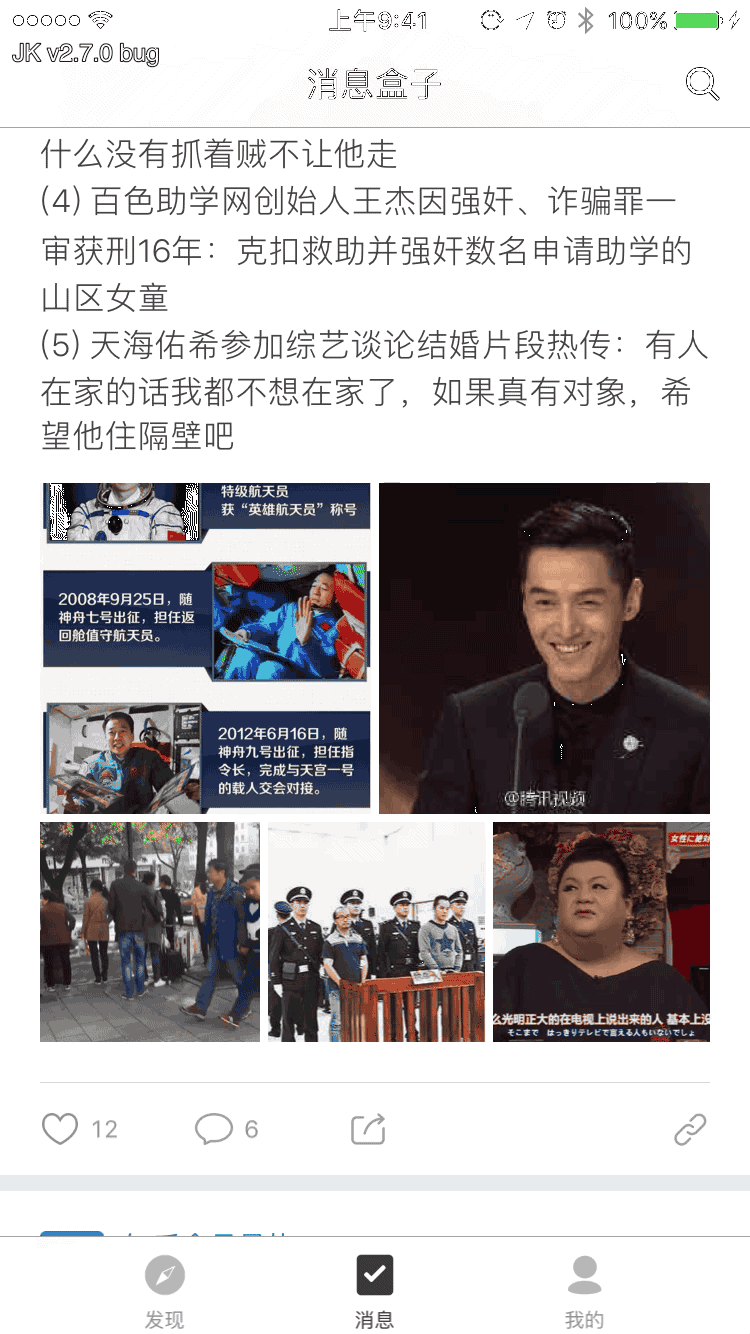 上午9:41
100%
JK v2.7.0 bug
消息盒子
什么没有抓着贼不让他走
(4) 百色助学网创始人王杰因强奸、诈骗罪一
审获刑16年：克扣救助并强奸数名申请助学的
山区女童
(5) 天海佑希参加综艺谈论结婚片段热传：有人
在家的话我都不想在家了，如果真有对象，希
望他住隔壁吧
特级航天员
获“英雄航天员”称号
2008年9月25日，随
神舟七号出征，担任返
回舱值守航天员。
2012年6月16日，随
神舟九号出征，担任指
令长，完成与天宫一号
的载人交会对接。
@腾讯视频
女性に絶対
么光明正大的在电视上说出来的人 基本上没
そこまで はっきりテレビで言える人もいないでしょ
12
6
发现
消息
我的